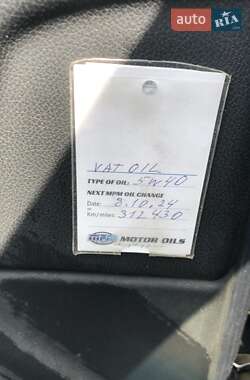 AUTO RIA.com
VAT OIL
TYPE OF OIL: 5W40
NEXT MPM OIL CHANGE
Date: 8.10.24
Km/miles: 312430
MPM MOTOR OILS